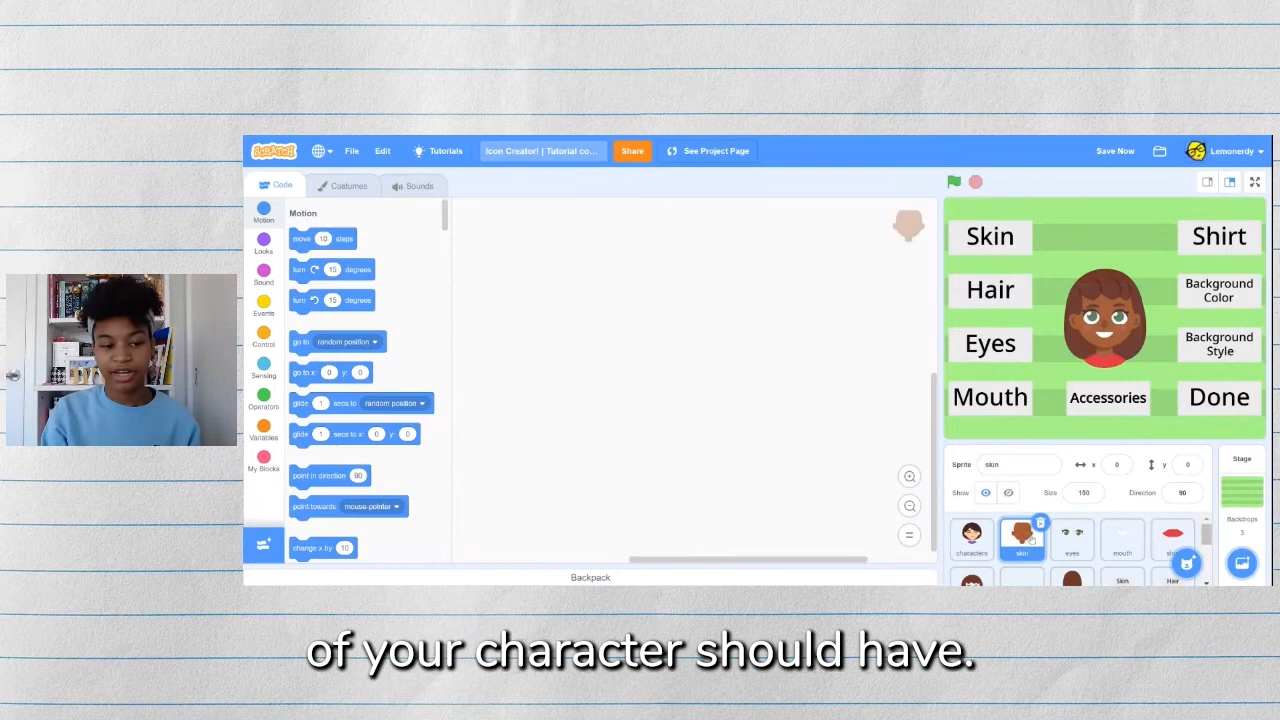 SCRATCH
File
Edit
Tutorials
Icon Creator! | Tutorial co...
Share
See Project Page
Save Now
Lemonerdy
Code
Costumes
Sounds
Motion
Looks
Sound
Events
Control
Sensing
Operators
Variables
My Blocks
Motion
move 10 steps
turn 15 degrees
turn 15 degrees
go to random position
go to x: 0 y: 0
glide 1 secs to random position
glide 1 secs to x: 0 y: 0
point in direction 90
point towards mouse-pointer
change x by 10
Skin
Hair
Eyes
Mouth
Accessories
Shirt
Background
Color
Background
Style
Done
Sprite skin x 0 y 0
Show Size 150 Direction 90
characters
skin
eyes
mouth
Skin
Hair
Stage
Backdrops
3
Backpack
of your character should have.